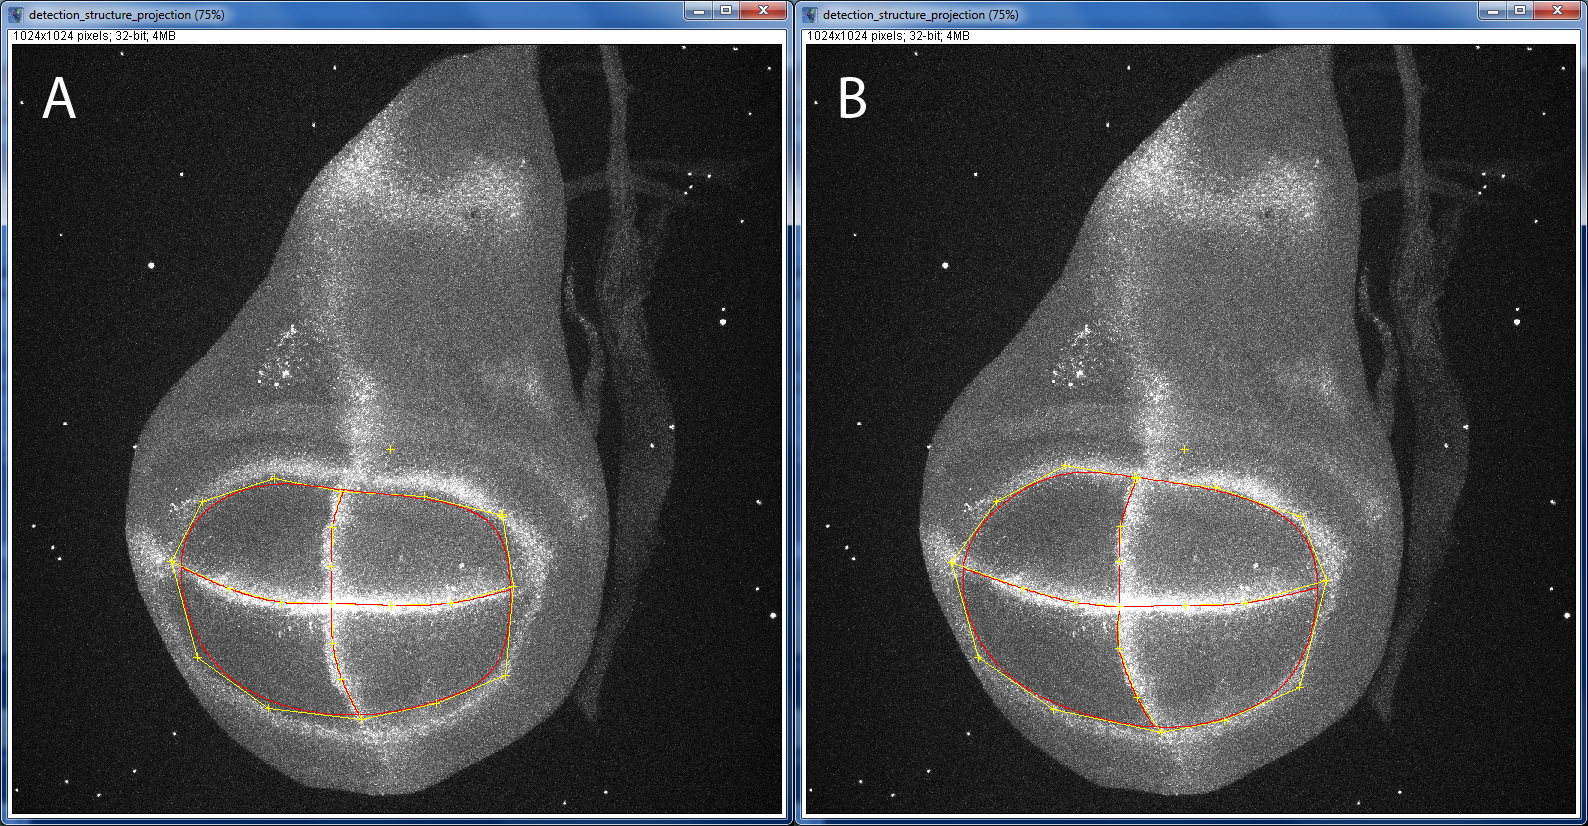 detection_structure_projection (75%)
1024x1024 pixels; 32-bit; 4MB
A
detection_structure_projection (75%)
1024x1024 pixels; 32-bit; 4MB
B